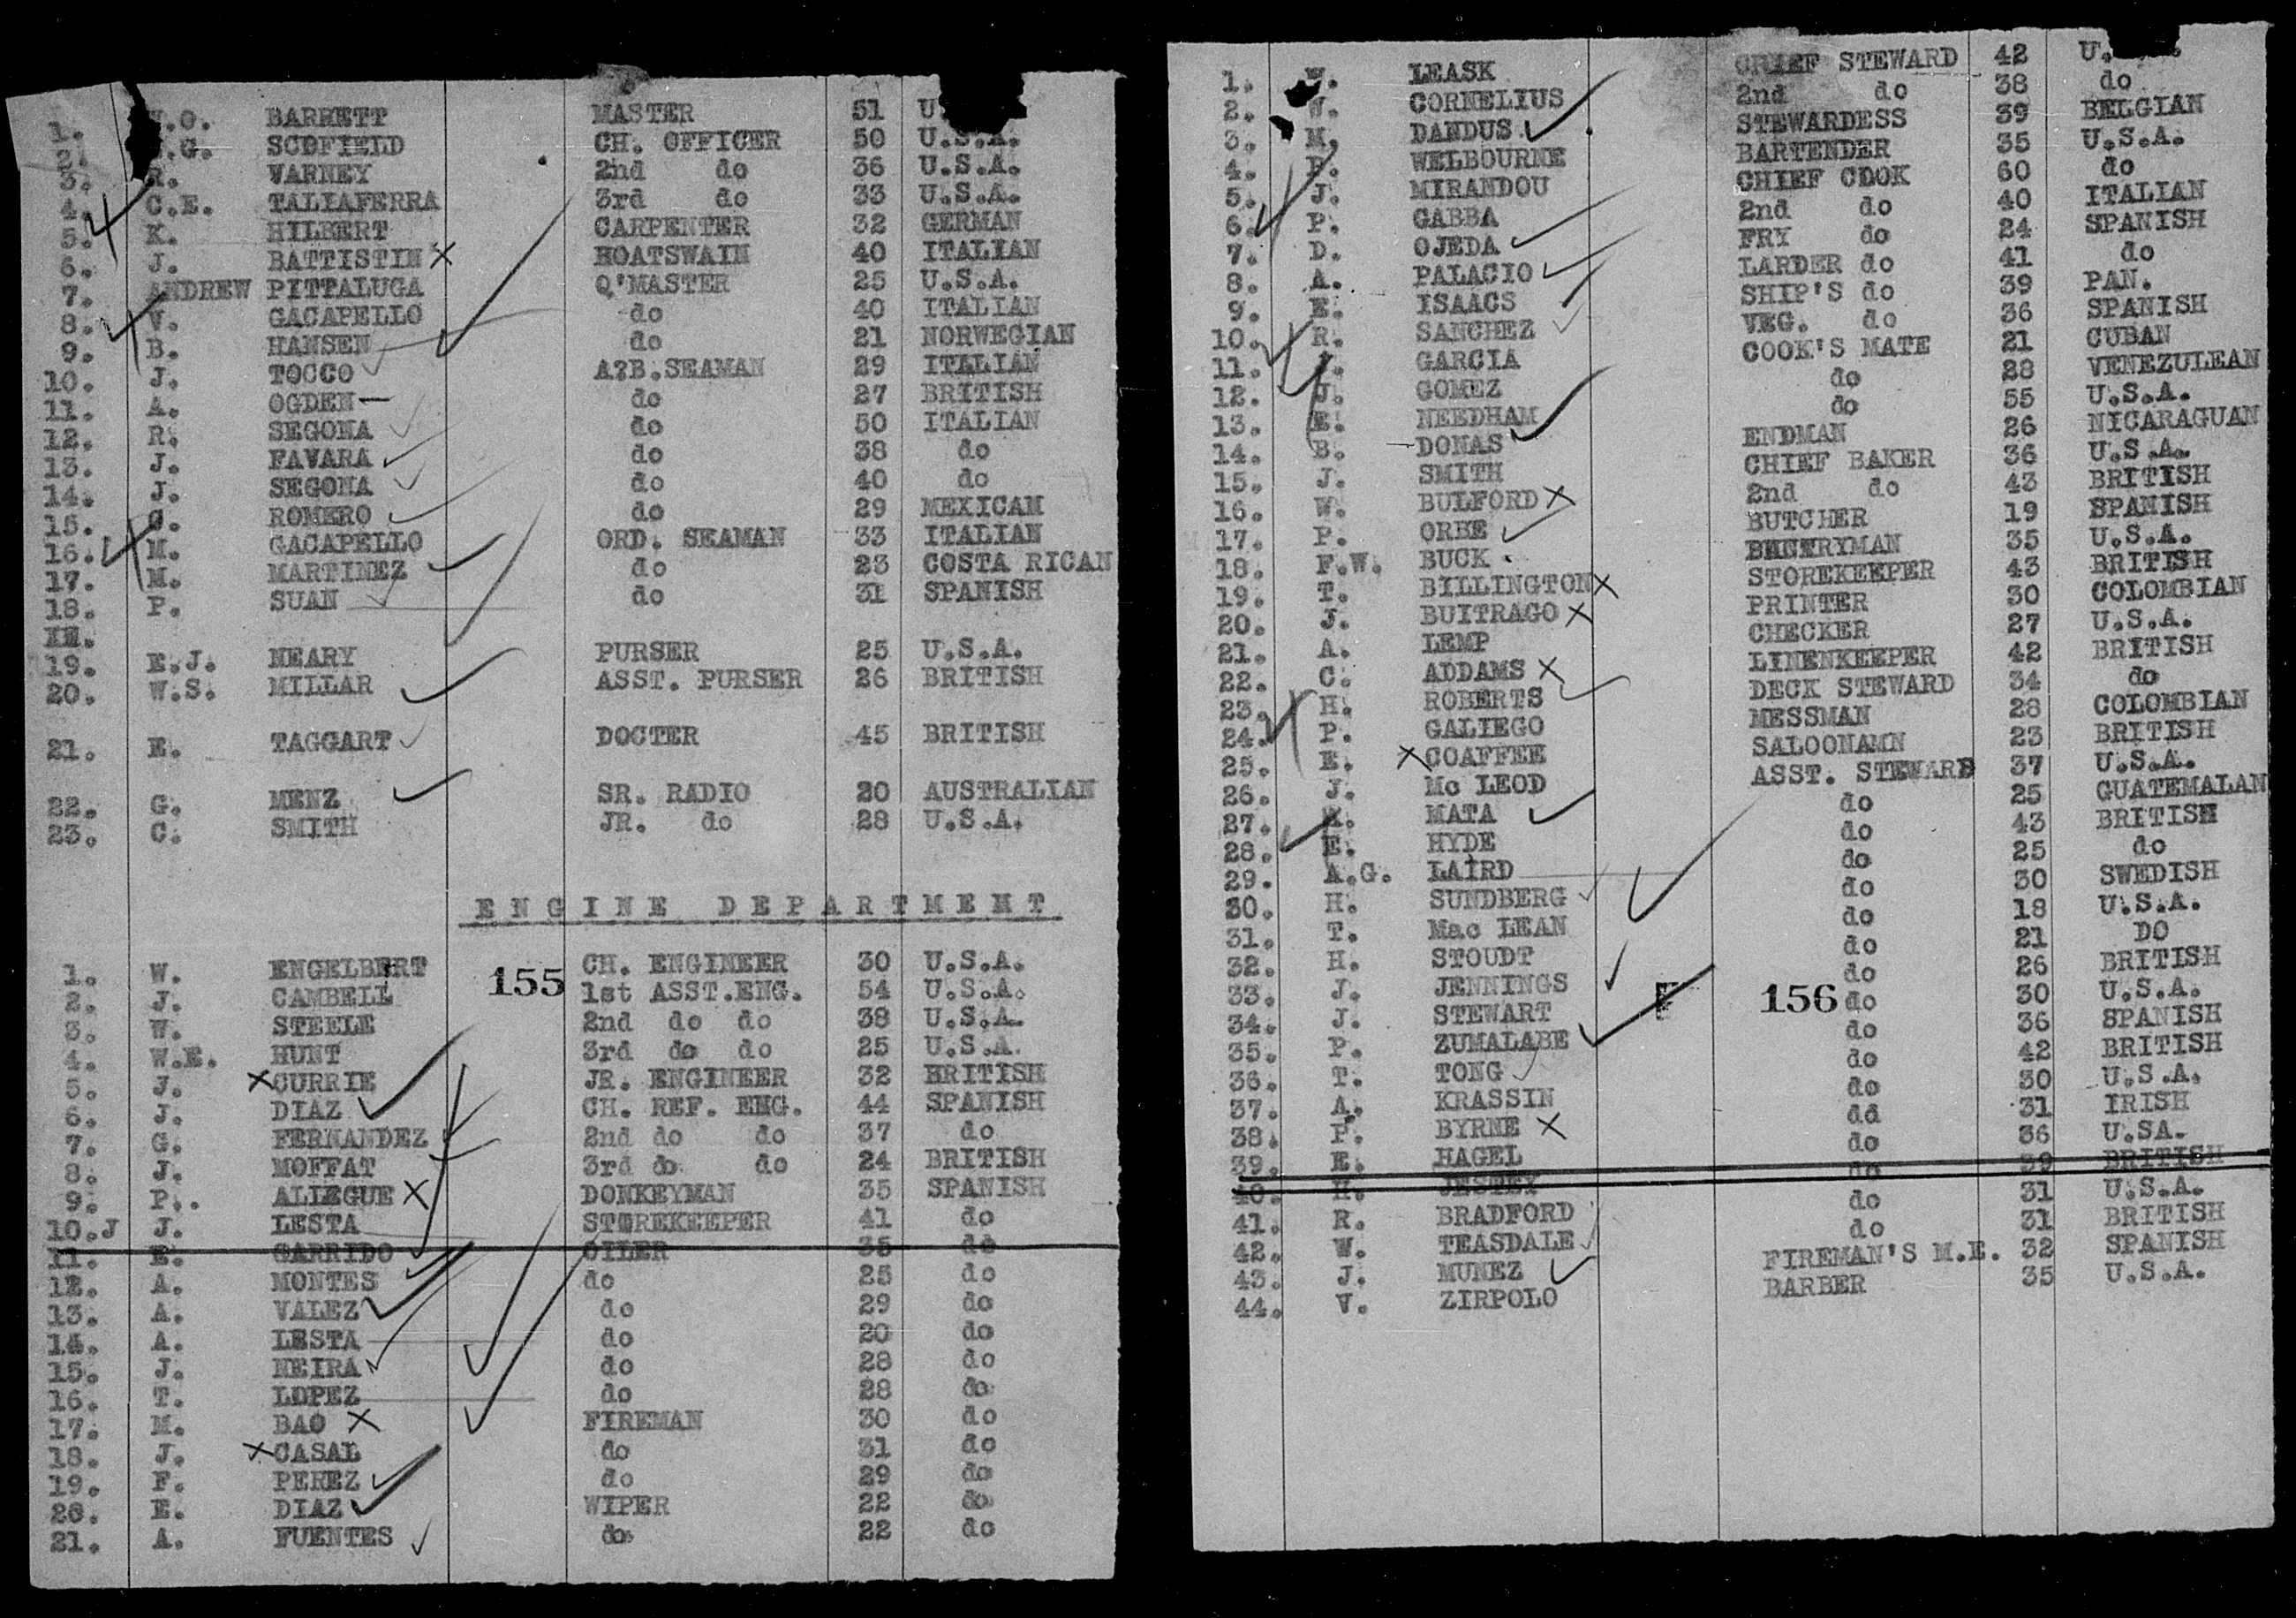 1. .O. BARRETT MASTER 51 U
2. .G. SCOFIELD CH. OFFICER 50 U.S.A.
3. R. VARNEY 2nd do 36 U.S.A.
4. C.E. TALIAFERRA 3rd do 33 U.S.A.
5. K. HILBERT CARPENTER 32 GERMAN
6. J. BATTISTIN BOATSWAIN 40 ITALIAN
7. ANDREW PITTALUGA Q'MASTER 25 U.S.A.
8. V. GACAPELLO do 40 ITALIAN
9. B. HANSEN do 21 NORWEGIAN
10. J. TOCCO A?B.SEAMAN 29 ITALIAN
11. A. OGDEN do 27 BRITISH
12. R. SEGONA do 50 ITALIAN
13. J. FAVARA do 38 do
14. J. SEGONA do 40 do
15. G. ROMERO do 29 MEXICAN
16. M. GACAPELLO ORD. SEAMAN 33 ITALIAN
17. M. MARTINEZ do 23 COSTA RICAN
18. P. SUAN do 31 SPANISH
19. E.J. NEARY PURSER 25 U.S.A.
20. W.S. MILLAR ASST. PURSER 26 BRITISH
21. E. TAGGART DOCTER 45 BRITISH
22. G. MENZ SR. RADIO 20 AUSTRALIAN
23. C. SMITH JR. do 28 U.S.A.
ENGINE DEPARTMENT
1. W. ENGELBERT CH. ENGINEER 30 U.S.A.
155
2. J. CAMBELL 1st ASST.ENG. 54 U.S.A.
3. W. STEELE 2nd do do 38 U.S.A.
4. W.E. HUNT 3rd do do 25 U.S.A.
5. J. CURRIE JR. ENGINEER 32 BRITISH
6. J. DIAZ CH. REF. ENG. 44 SPANISH
7. G. FERNANDEZ 2nd do do 37 do
8. J. MOFFAT 3rd do do 24 BRITISH
9. P.. ALLEGUE DONKEYMAN 35 SPANISH
10.J J. LESTA STOREKEEPER 41 do
11. E. GARRIDO OILER 35 do
12. A. MONTES do 25 do
13. A. VALEZ do 29 do
14. A. LESTA do 20 do
15. J. NEIRA do 28 do
16. T. LOPEZ do 28 do
17. M. BAO FIREMAN 30 do
18. J. CASAL do 31 do
19. F. PEREZ do 29 do
20. E. DIAZ WIPER 22 do
21. A. FUENTES do 22 do
1. LEASK CHIEF STEWARD 42 U.
2. J. CORNELIUS 2nd do 38 do
3. M. DANDUS STEWARDESS 39 BELGIAN
4. P. WELBOURNE BARTENDER 35 U.S.A.
5. J. MIRANDOU CHIEF COOK 60 do
6. P. GABBA 2nd do 40 ITALIAN
7. D. OJEDA FRY do 24 SPANISH
8. A. PALACIO LARDER do 41 do
9. E. ISAACS SHIP'S do 39 PAN.
10. R. SANCHEZ VEG. do 36 SPANISH
11. GARCIA COOK'S MATE 21 CUBAN
12. J. GOMEZ do 28 VENEZULEAN
13. E. NEEDHAM do 55 U.S.A.
14. B. DONAS ENDMAN 26 NICARAGUAN
15. J. SMITH CHIEF BAKER 36 U.S.A.
16. W. BULFORD 2nd do 43 BRITISH
17. P. ORBE BUTCHER 19 SPANISH
18. F.W. BUCK 35 U.S.A.
19. T. BILLINGTON STOREKEEPER 43 BRITISH
20. J. BUITRAGO PRINTER 30 COLOMBIAN
21. A. LEMP CHECKER 27 U.S.A.
22. C. ADDAMS LINENKEEPER 42 BRITISH
23. H. ROBERTS DECK STEWARD 34 do
24. P. GALIEGO MESSMAN 28 COLOMBIAN
25. E. COAFFEE SALOONAMN 23 BRITISH
26. J. Mc LEOD ASST. STEWARD 37 U.S.A.
27. MATA do 25 GUATEMALAN
28. E. HYDE do 43 BRITISH
29. A.G. LAIRD do 25 do
30. H. SUNDBERG do 30 SWEDISH
31. T. Mac LEAN do 18 U.S.A.
32. H. STOUDT do 21 DO
33. J. JENNINGS do 26 BRITISH
34. J. STEWART do 30 U.S.A.
F 156
35. P. ZUMALABE do 36 SPANISH
36. T. TONG do 42 BRITISH
37. A. KRASSIN do 30 U.S.A.
38. P. BYRNE dd 31 IRISH
39. E. HAGEL do 36 U.SA.
40. H. JESTEY do 39 BRITISH
41. R. BRADFORD do 31 U.S.A.
42. W. TEASDALE do 31 BRITISH
43. J. MUNEZ FIREMAN'S M.E. 32 SPANISH
44. V. ZIRPOLO BARBER 35 U.S.A.